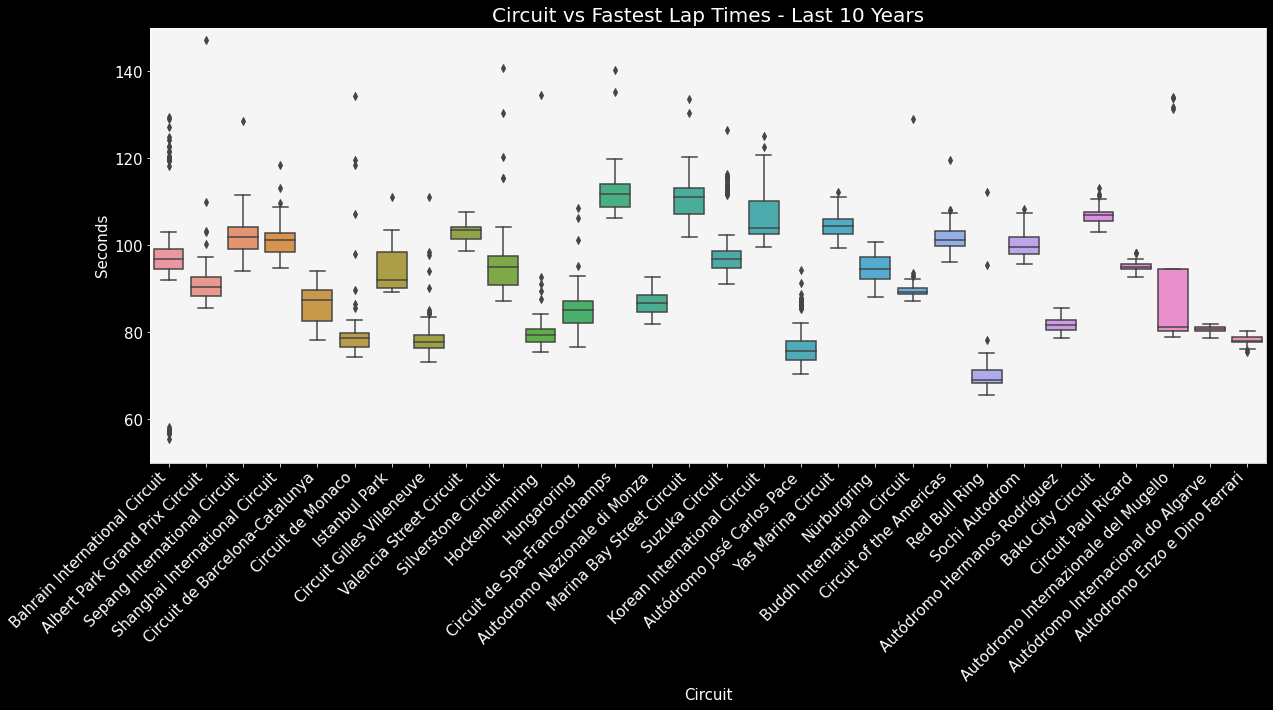 Circuit vs Fastest Lap Times - Last 10 Years
Seconds
140
120
100
80
60
Bahrain International Circuit
Albert Park Grand Prix Circuit
Sepang International Circuit
Shanghai International Circuit
Circuit de Barcelona-Catalunya
Circuit de Monaco
Istanbul Park
Circuit Gilles Villeneuve
Valencia Street Circuit
Silverstone Circuit
Hockenheimring
Hungaroring
Circuit de Spa-Francorchamps
Autodromo Nazionale di Monza
Marina Bay Street Circuit
Suzuka Circuit
Korean International Circuit
Autódromo José Carlos Pace
Yas Marina Circuit
Nürburgring
Buddh International Circuit
Circuit of the Americas
Red Bull Ring
Sochi Autodrom
Autódromo Hermanos Rodríguez
Baku City Circuit
Circuit Paul Ricard
Autodromo Internazionale del Mugello
Autódromo Internacional do Algarve
Autodromo Enzo e Dino Ferrari
Circuit